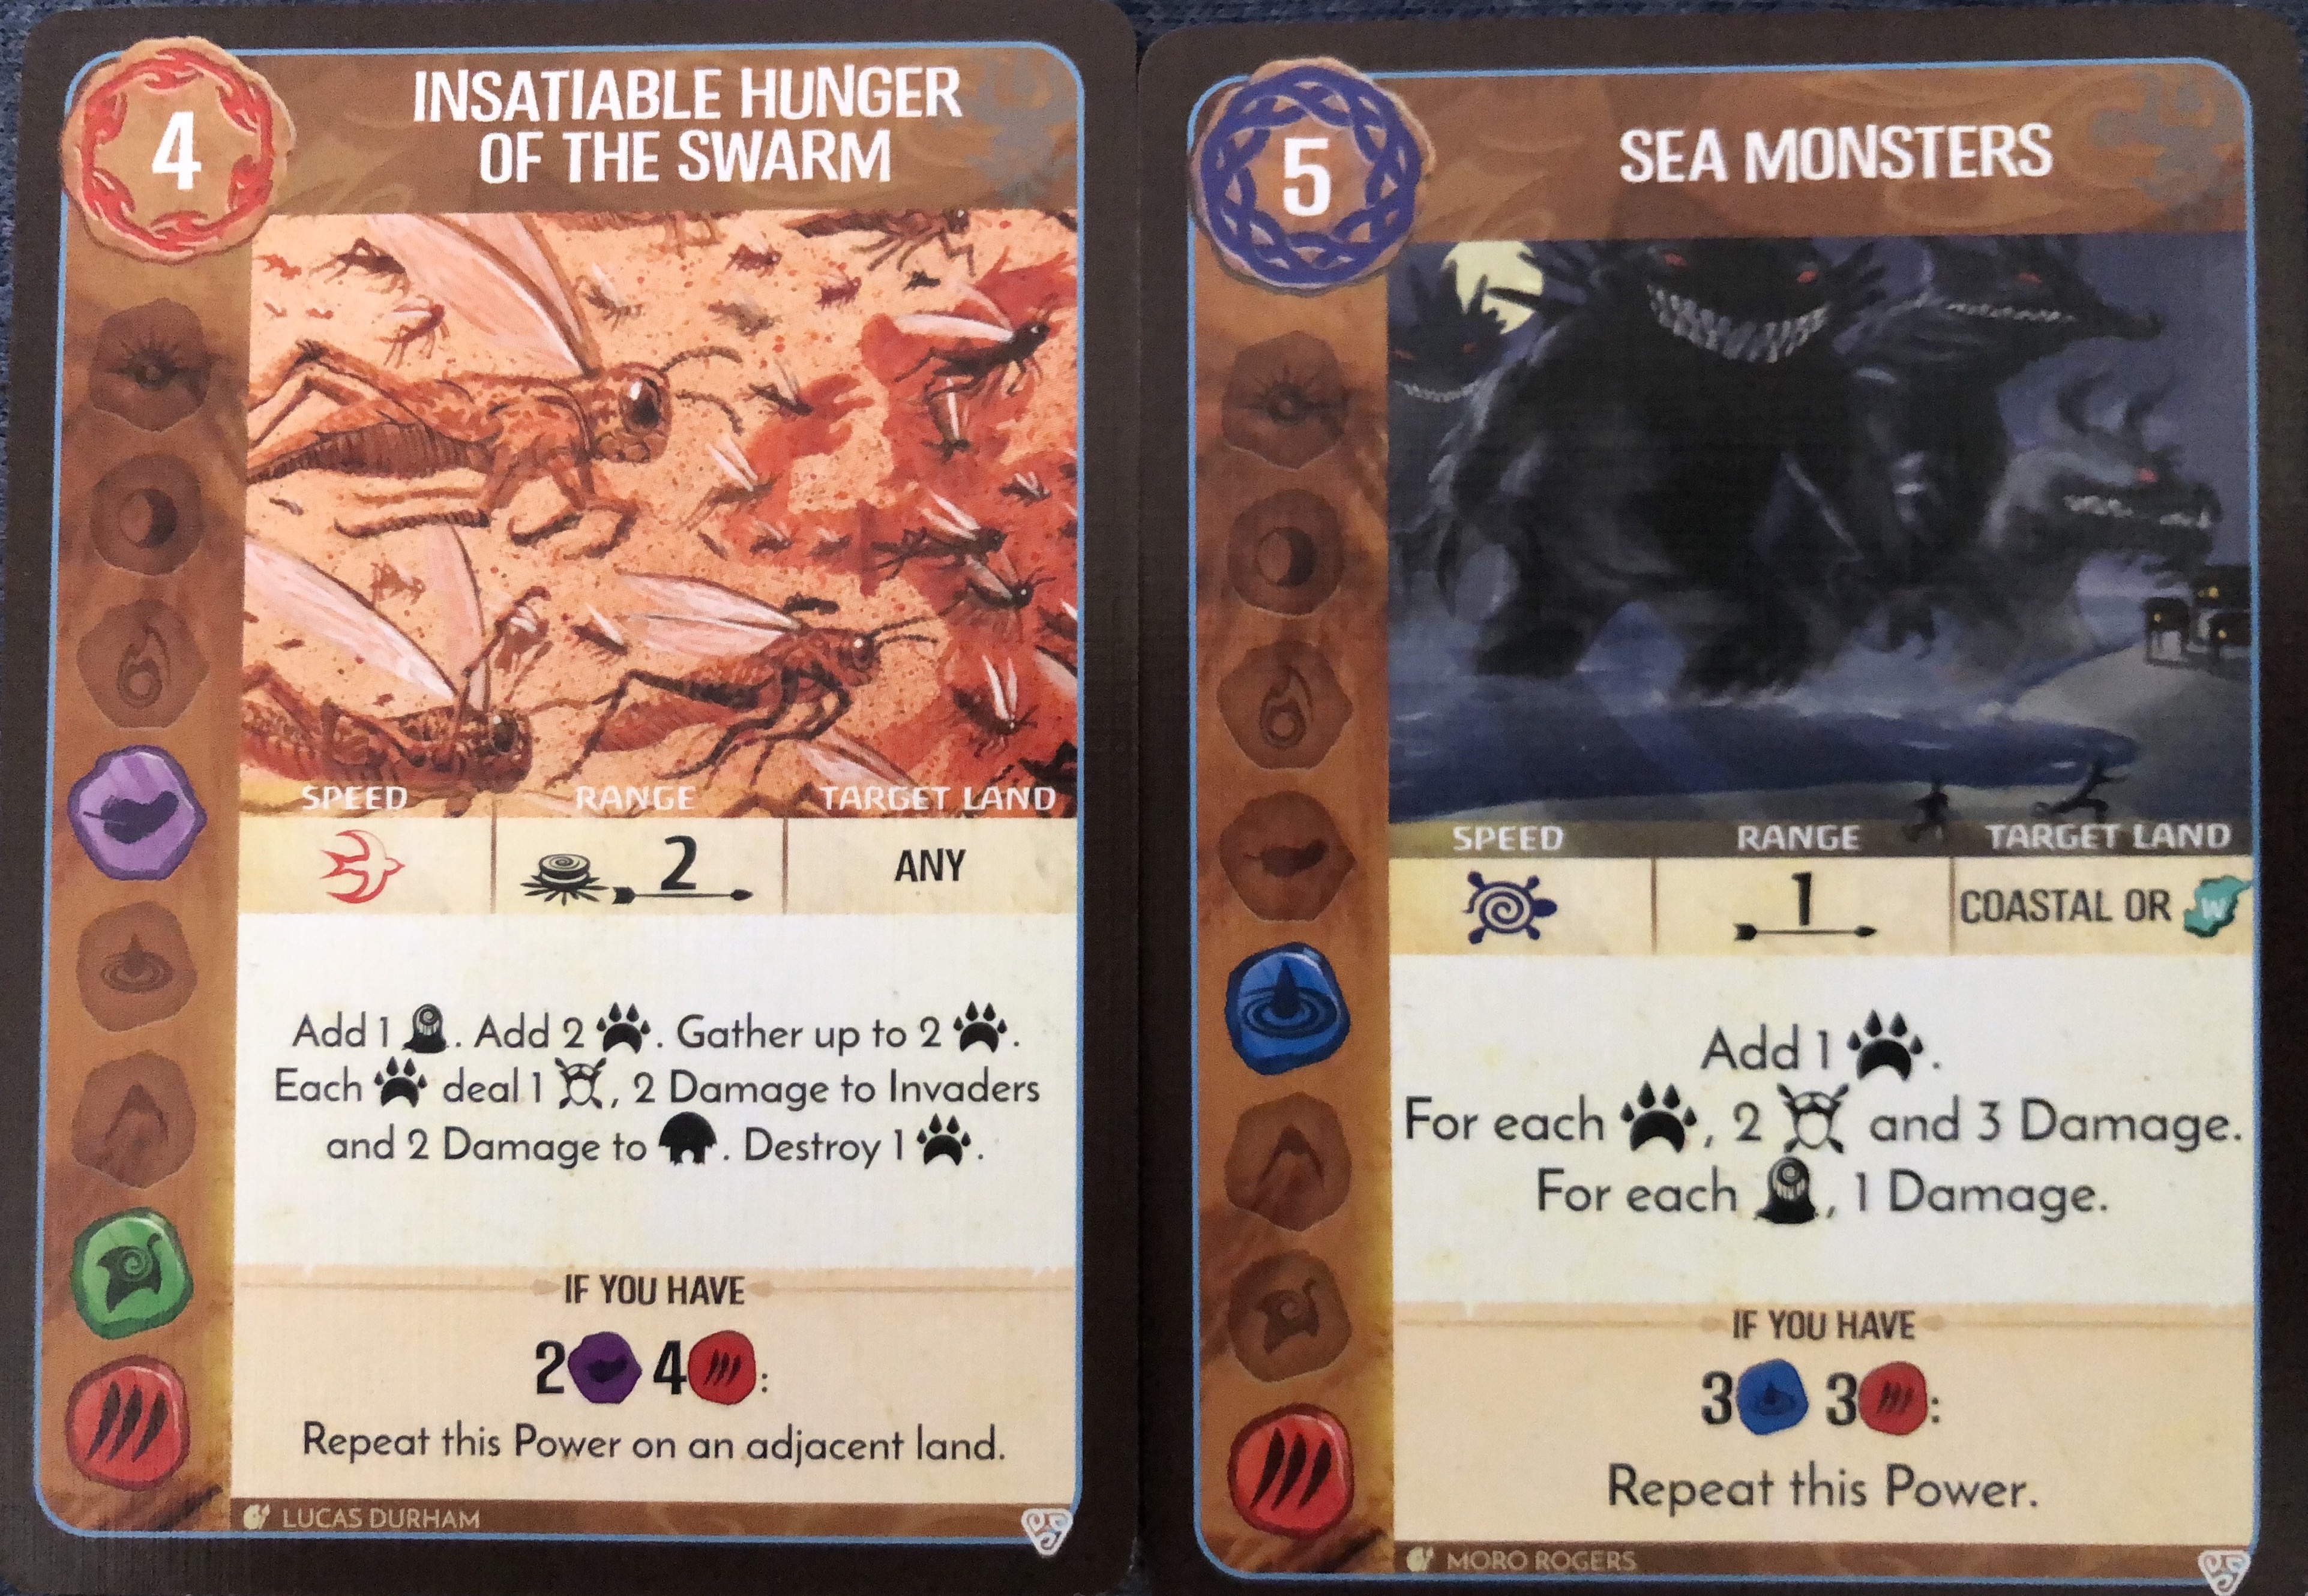 4
INSATIABLE HUNGER
OF THE SWARM
SPEED RANGE TARGET LAND
2 ANY
Add 1 . Add 2 . Gather up to 2 .
Each deal 1 , 2 Damage to Invaders
and 2 Damage to . Destroy 1 .
IF YOU HAVE
2 4 :
Repeat this Power on an adjacent land.
LUCAS DURHAM
5
SEA MONSTERS
SPEED RANGE TARGET LAND
1 COASTAL OR W
Add 1 .
For each , 2 and 3 Damage.
For each , 1 Damage.
IF YOU HAVE
3 3 :
Repeat this Power.
MORO ROGERS